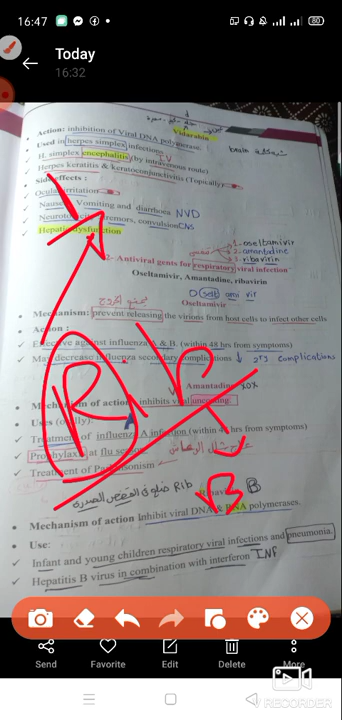 16:47
80
Today
16:32
Vidarabin
Action: inhibition of Viral DNA polymerase.
Used in herpes simplex infections
IV
H. simplex encephalitis (by intravenous route)
Herpes keratitis & keratoconjunctivitis (Topically)
Side effects :
Ocular irritation
Nausea, Vomiting and diarrhoea NVD
tremors, convulsion CNS
Hepatic dysfunction
1. oseltamivir
2. amantadine
3. ribavirin
2- Antiviral gents for respiratory viral infection
Oseltamivir, Amantadine, ribavirin
Oseltamivir
Mechanism: prevent releasing the virions from host cells to infect other cells
Action :
Effective against influenza A & B. (within 48 hrs from symptoms)
May decrease influenza secondary complications ↓ complications
Amantadine
Mechanism of action: inhibits viral uncoating.
Uses (orally):
A
Treatment of influenza A infection (within 48 hrs from symptoms)
Prophylaxis at flu season
Treatment of Parkinsonism
Rib
B
Mechanism of action Inhibit viral DNA & RNA polymerases.
Use:
Infant and young children respiratory viral infections and pneumonia.
Hepatitis B virus in combination with interferon INF
Rib
B
Send
Favorite
Edit
Delete
More
RECORDER